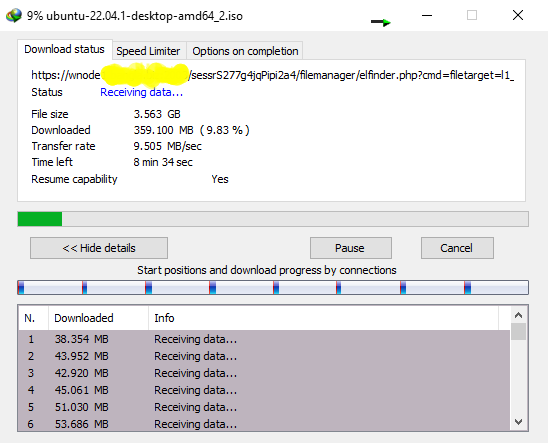 9% ubuntu-22.04.1-desktop-amd64_2.iso
Download status Speed Limiter Options on completion
https://wnode /sessrS277g4jqPipi2a4/filemanager/elfinder.php?cmd=filetarget=l1_
Status Receiving data...
File size 3.563 GB
Downloaded 359.100 MB ( 9.83 % )
Transfer rate 9.505 MB/sec
Time left 8 min 34 sec
Resume capability Yes
<< Hide details Pause Cancel
Start positions and download progress by connections
N. Downloaded Info
1 38.354 MB Receiving data...
2 43.952 MB Receiving data...
3 42.920 MB Receiving data...
4 45.061 MB Receiving data...
5 51.030 MB Receiving data...
6 53.686 MB Receiving data...